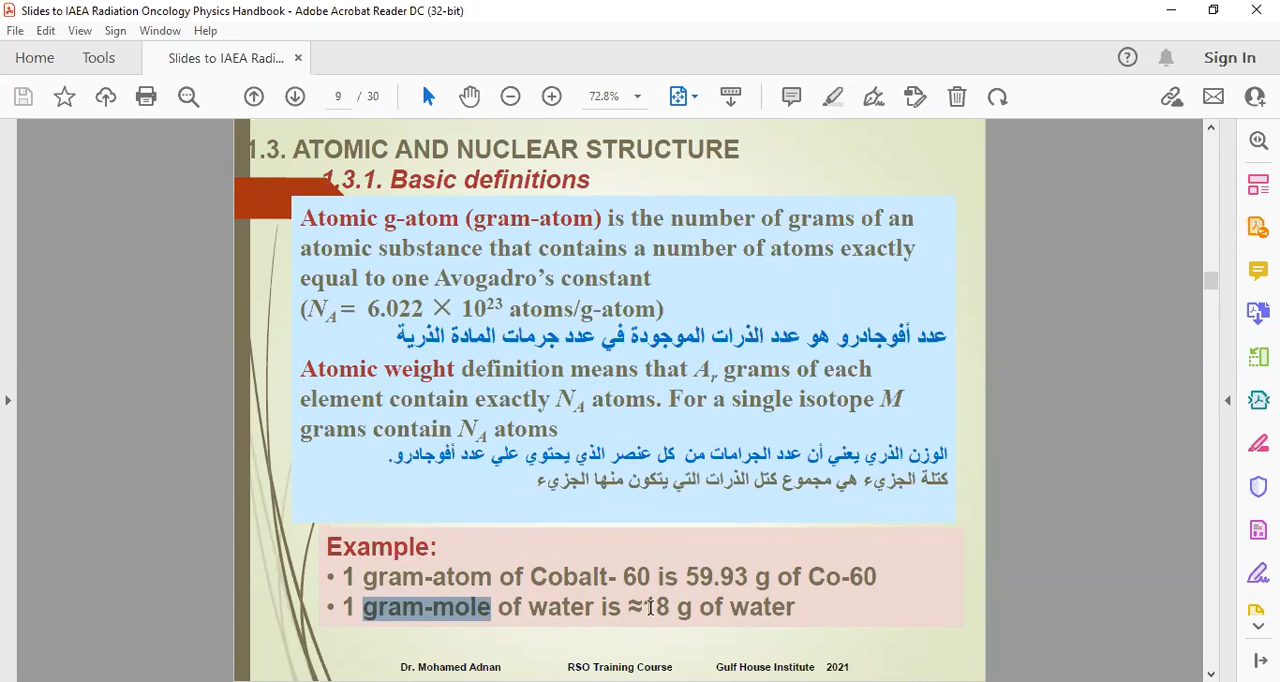 Slides to IAEA Radiation Oncology Physics Handbook - Adobe Acrobat Reader DC (32-bit)
File Edit View Sign Window Help
Home Tools Slides to IAEA Radi... × Sign In
9 / 30 72.8%
1.3. ATOMIC AND NUCLEAR STRUCTURE
1.3.1. Basic definitions
Atomic g-atom (gram-atom) is the number of grams of an
atomic substance that contains a number of atoms exactly
equal to one Avogadro’s constant
(N_A = 6.022 × 10²³ atoms/g-atom)
عدد أفوجادرو هو عدد الذرات الموجودة في عدد جرمات المادة الذرية
Atomic weight definition means that A_r grams of each
element contain exactly N_A atoms. For a single isotope M
grams contain N_A atoms
الوزن الذري يعني أن عدد الجرامات من كل عنصر الذي يحتوي علي عدد أفوجادرو.
كتلة الجزيء هي مجموع كتل الذرات التي يتكون منها الجزيء
Example:
• 1 gram-atom of Cobalt- 60 is 59.93 g of Co-60
• 1 gram-mole of water is ≈18 g of water
Dr. Mohamed Adnan RSO Training Course Gulf House Institute 2021